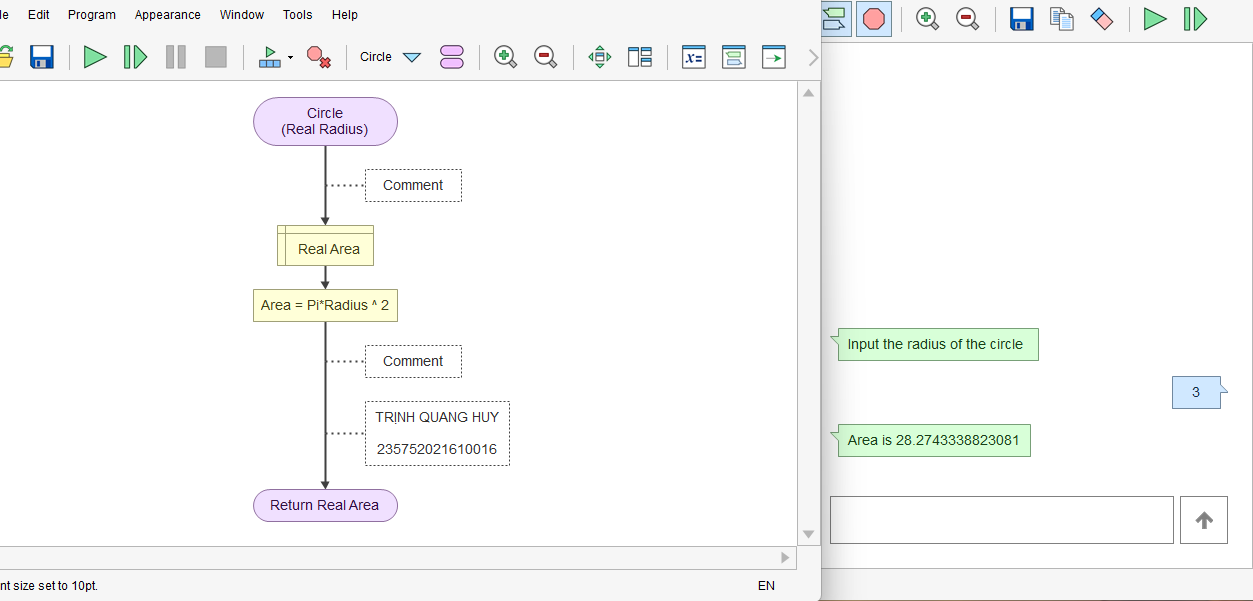 le Edit Program Appearance Window Tools Help
Circle
x=
Circle
(Real Radius)
Comment
Real Area
Area = Pi*Radius ^ 2
Comment
TRỊNH QUANG HUY
235752021610016
Return Real Area
nt size set to 10pt.
EN
Input the radius of the circle
3
Area is 28.2743338823081